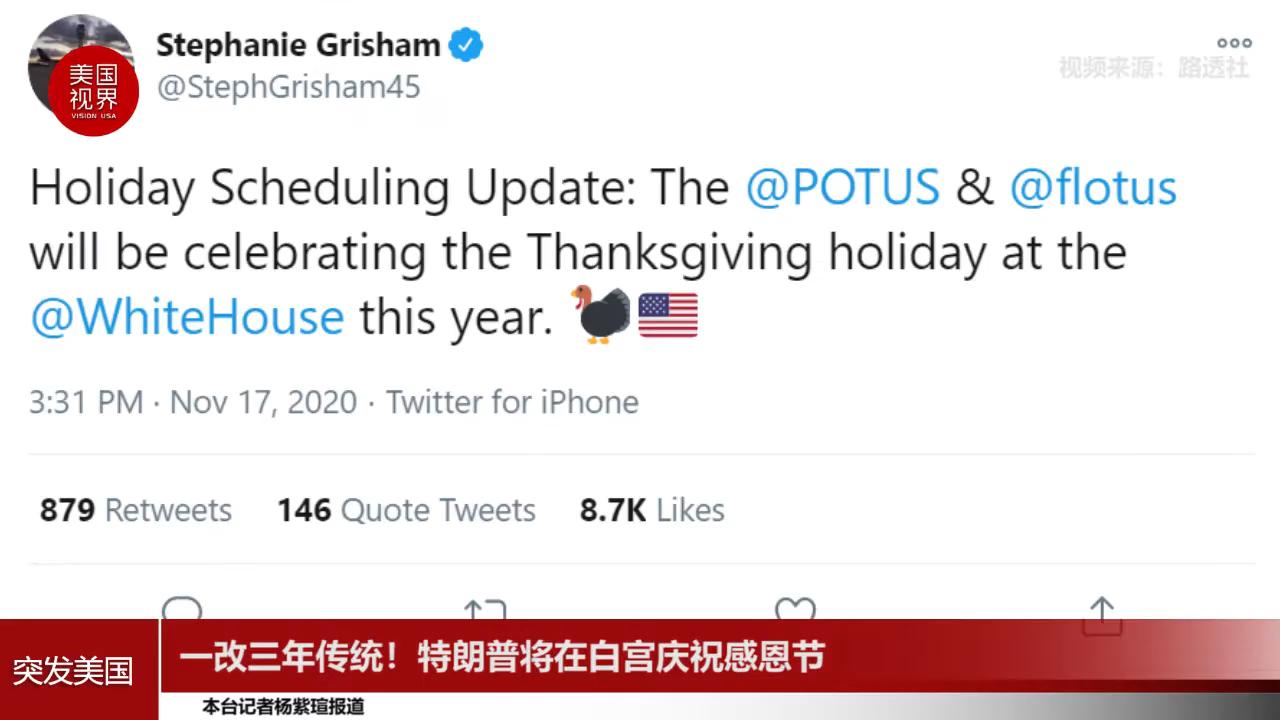 美国
视界
VISION USA
Stephanie Grisham
@StephGrisham45
视频来源：路透社
Holiday Scheduling Update: The @POTUS & @flotus
will be celebrating the Thanksgiving holiday at the
@WhiteHouse this year. 🦃🇺🇸
3:31 PM · Nov 17, 2020 · Twitter for iPhone
879 Retweets 146 Quote Tweets 8.7K Likes
突发美国
一改三年传统！特朗普将在白宫庆祝感恩节
本台记者杨紫瑄报道